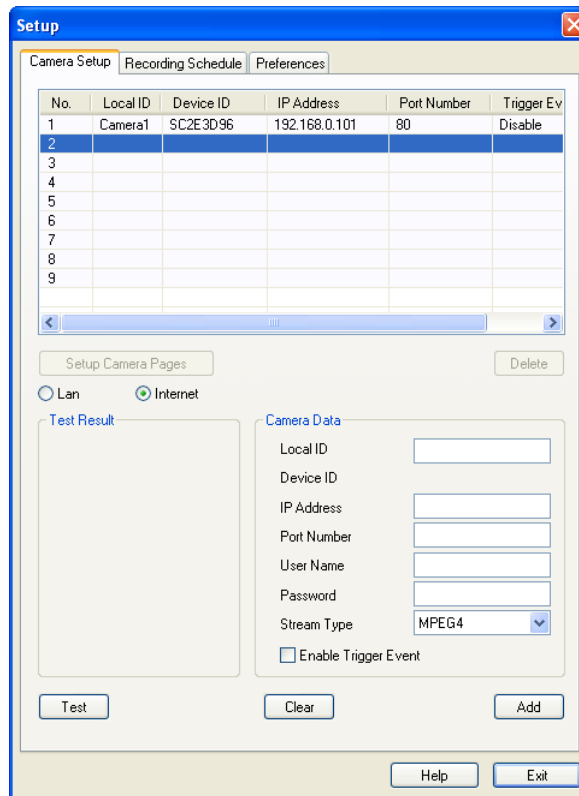 Setup
Camera Setup Recording Schedule Preferences
No. Local ID Device ID IP Address Port Number Trigger Ev
1 Camera1 SC2E3D96 192.168.0.101 80 Disable
2
3
4
5
6
7
8
9
Setup Camera Pages Delete
Lan Internet
Test Result Camera Data
Local ID
Device ID
IP Address
Port Number
User Name
Password
Stream Type MPEG4
Enable Trigger Event
Test Clear Add
Help Exit